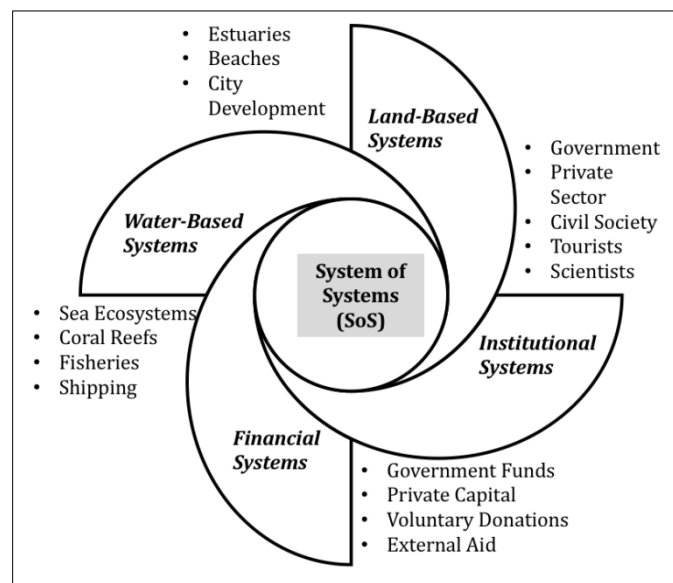 • Estuaries
• Beaches
• City
Development
Land-Based
Systems
• Government
• Private
Sector
• Civil Society
• Tourists
• Scientists
Water-Based
Systems
System of
Systems
(SoS)
• Sea Ecosystems
• Coral Reefs
• Fisheries
• Shipping
Institutional
Systems
Financial
Systems
• Government Funds
• Private Capital
• Voluntary Donations
• External Aid